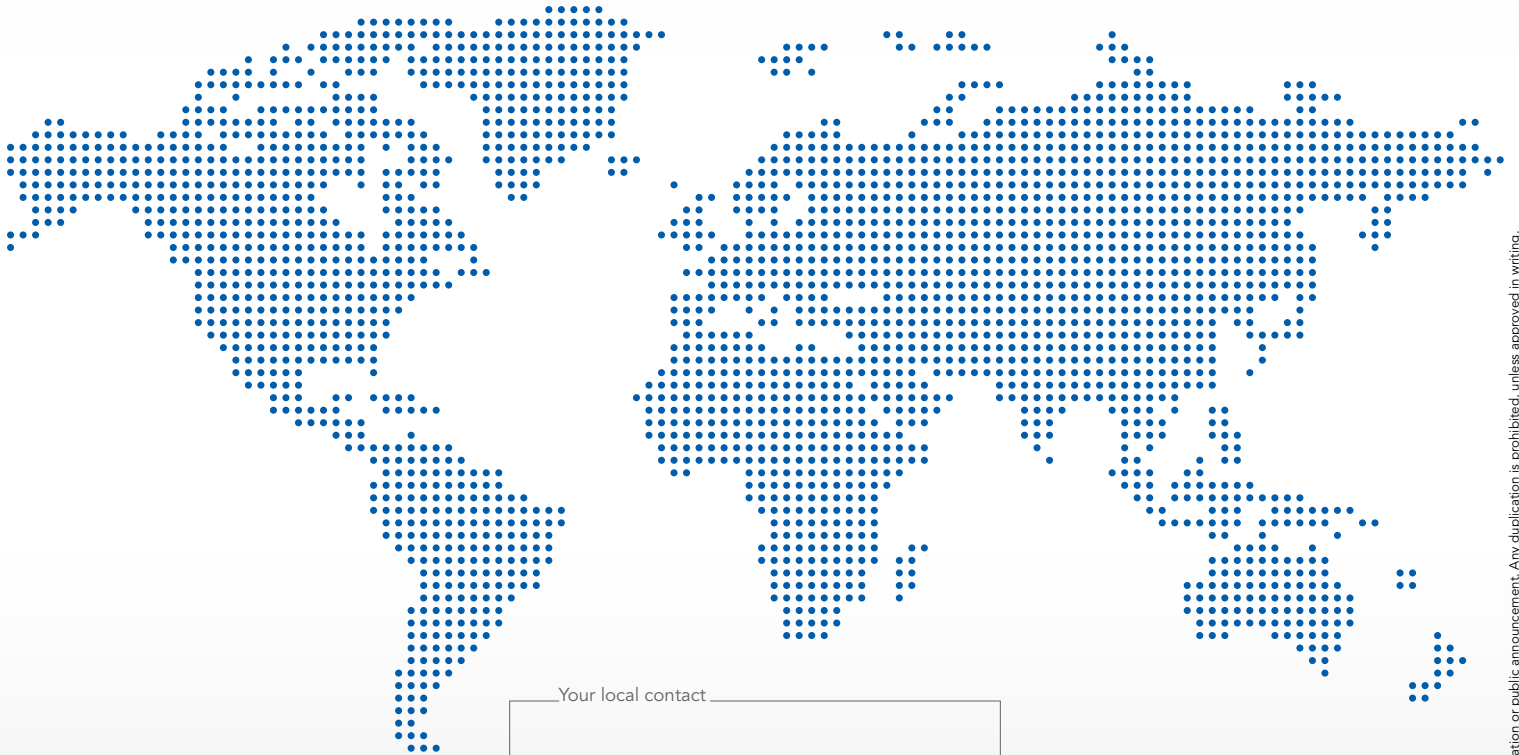 Your local contact
ation or public announcement. Any duplication is prohibited, unless approved in writing.